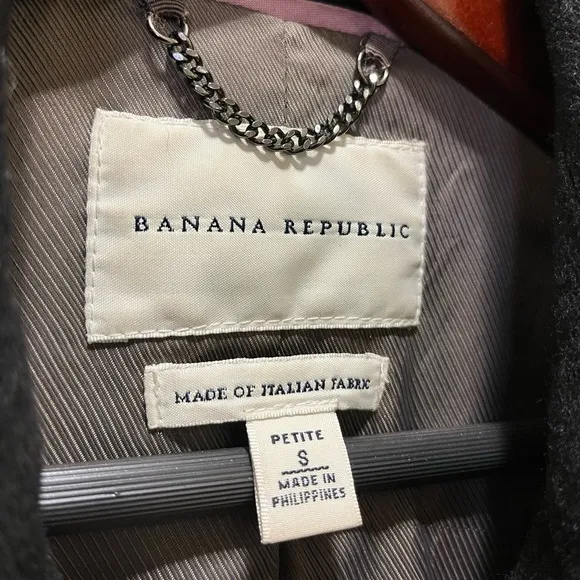 BANANA REPUBLIC
MADE OF ITALIAN FABRIC
PETITE
S
MADE IN
PHILIPPINES